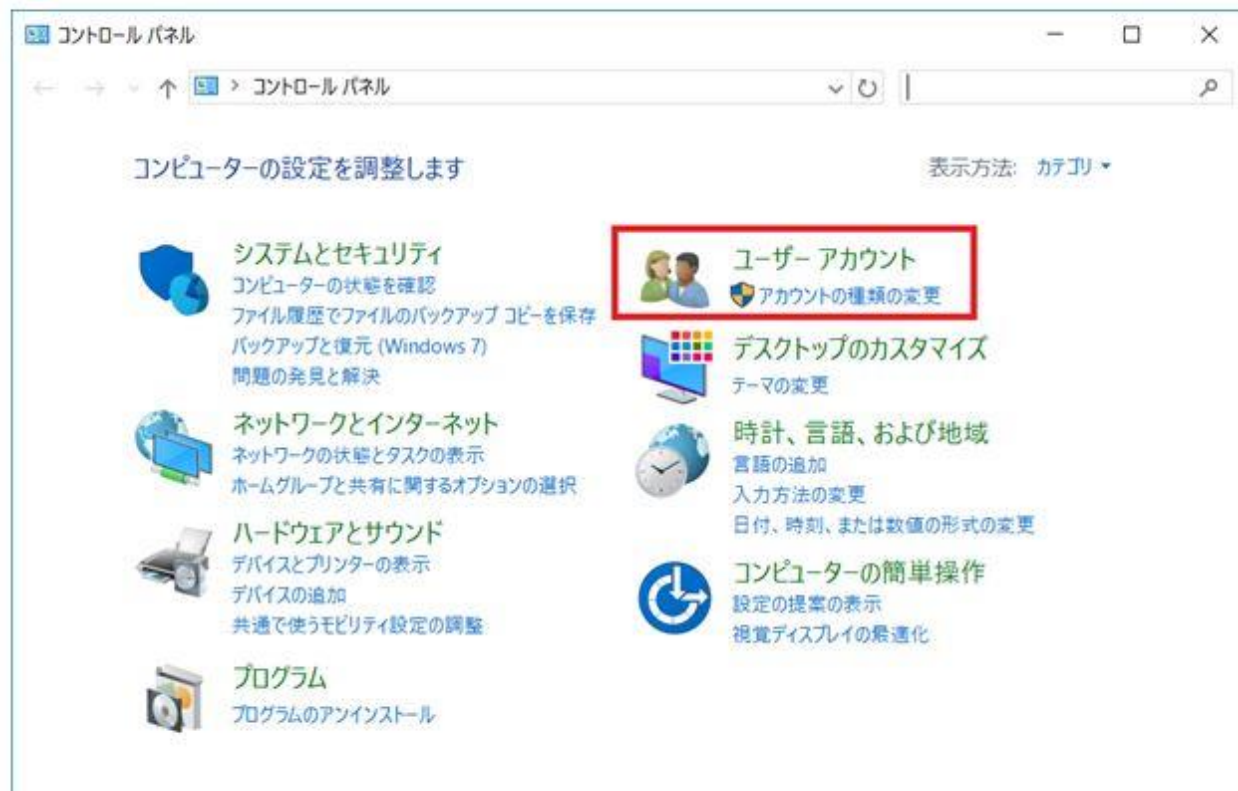 コントロール パネル
コントロール パネル
コンピューターの設定を調整します
表示方法: カテゴリ
システムとセキュリティ
コンピューターの状態を確認
ファイル履歴でファイルのバックアップ コピーを保存
バックアップと復元 (Windows 7)
問題の発見と解決
ネットワークとインターネット
ネットワークの状態とタスクの表示
ホームグループと共有に関するオプションの選択
ハードウェアとサウンド
デバイスとプリンターの表示
デバイスの追加
共通で使うモビリティ設定の調整
プログラム
プログラムのアンインストール
ユーザー アカウント
アカウントの種類の変更
デスクトップのカスタマイズ
テーマの変更
時計、言語、および地域
言語の追加
入力方法の変更
日付、時刻、または数値の形式の変更
コンピューターの簡単操作
設定の提案の表示
視覚ディスプレイの最適化